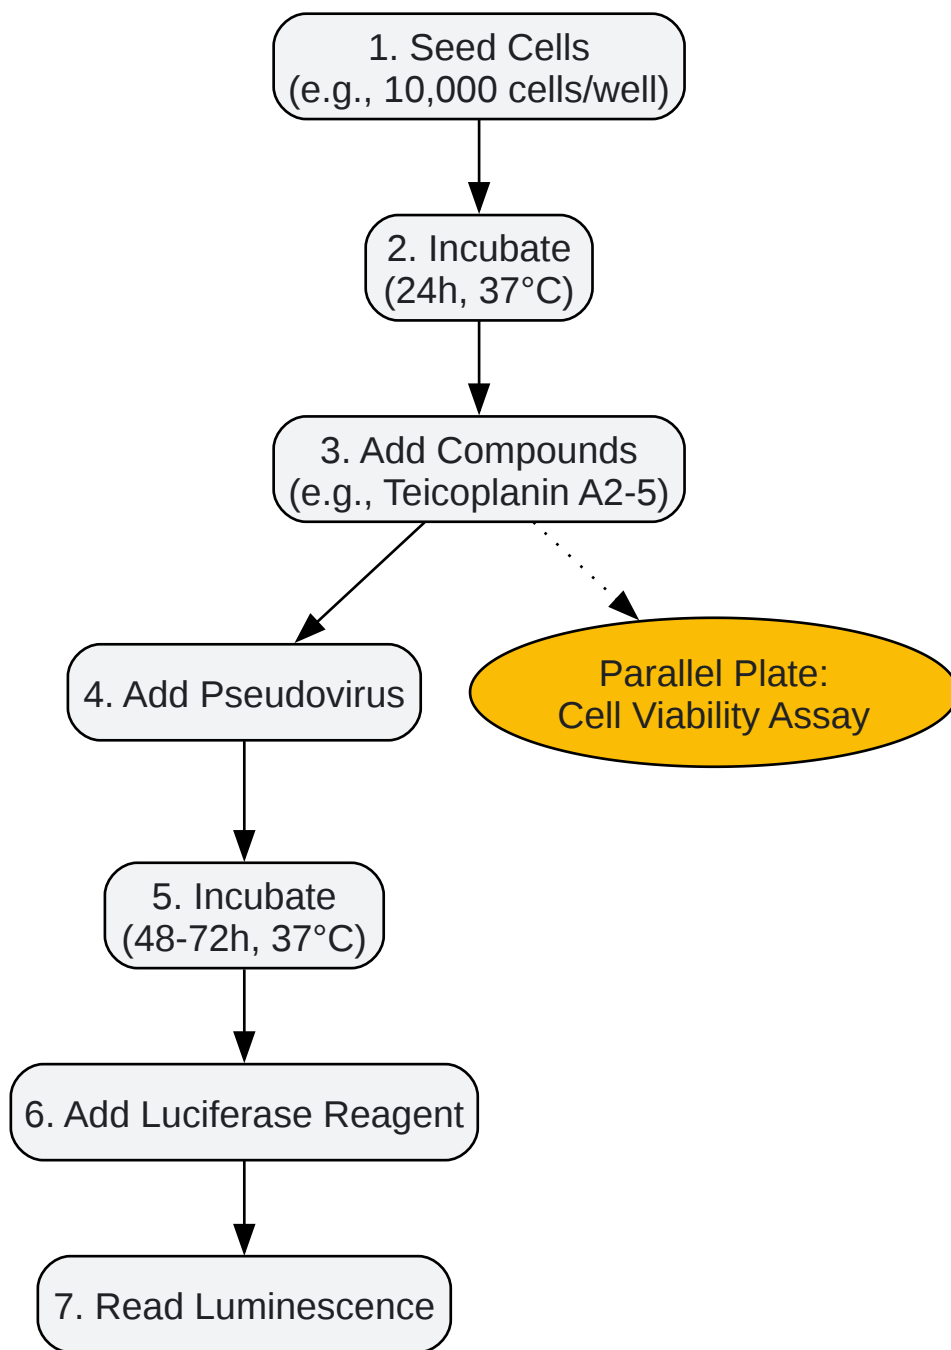 1. Seed Cells
(e.g., 10,000 cells/well)
2. Incubate
(24h, 37°C)
3. Add Compounds
(e.g., Teicoplanin A2-5)
4. Add Pseudovirus
Parallel Plate:
Cell Viability Assay
5. Incubate
(48-72h, 37°C)
6. Add Luciferase Reagent
7. Read Luminescence